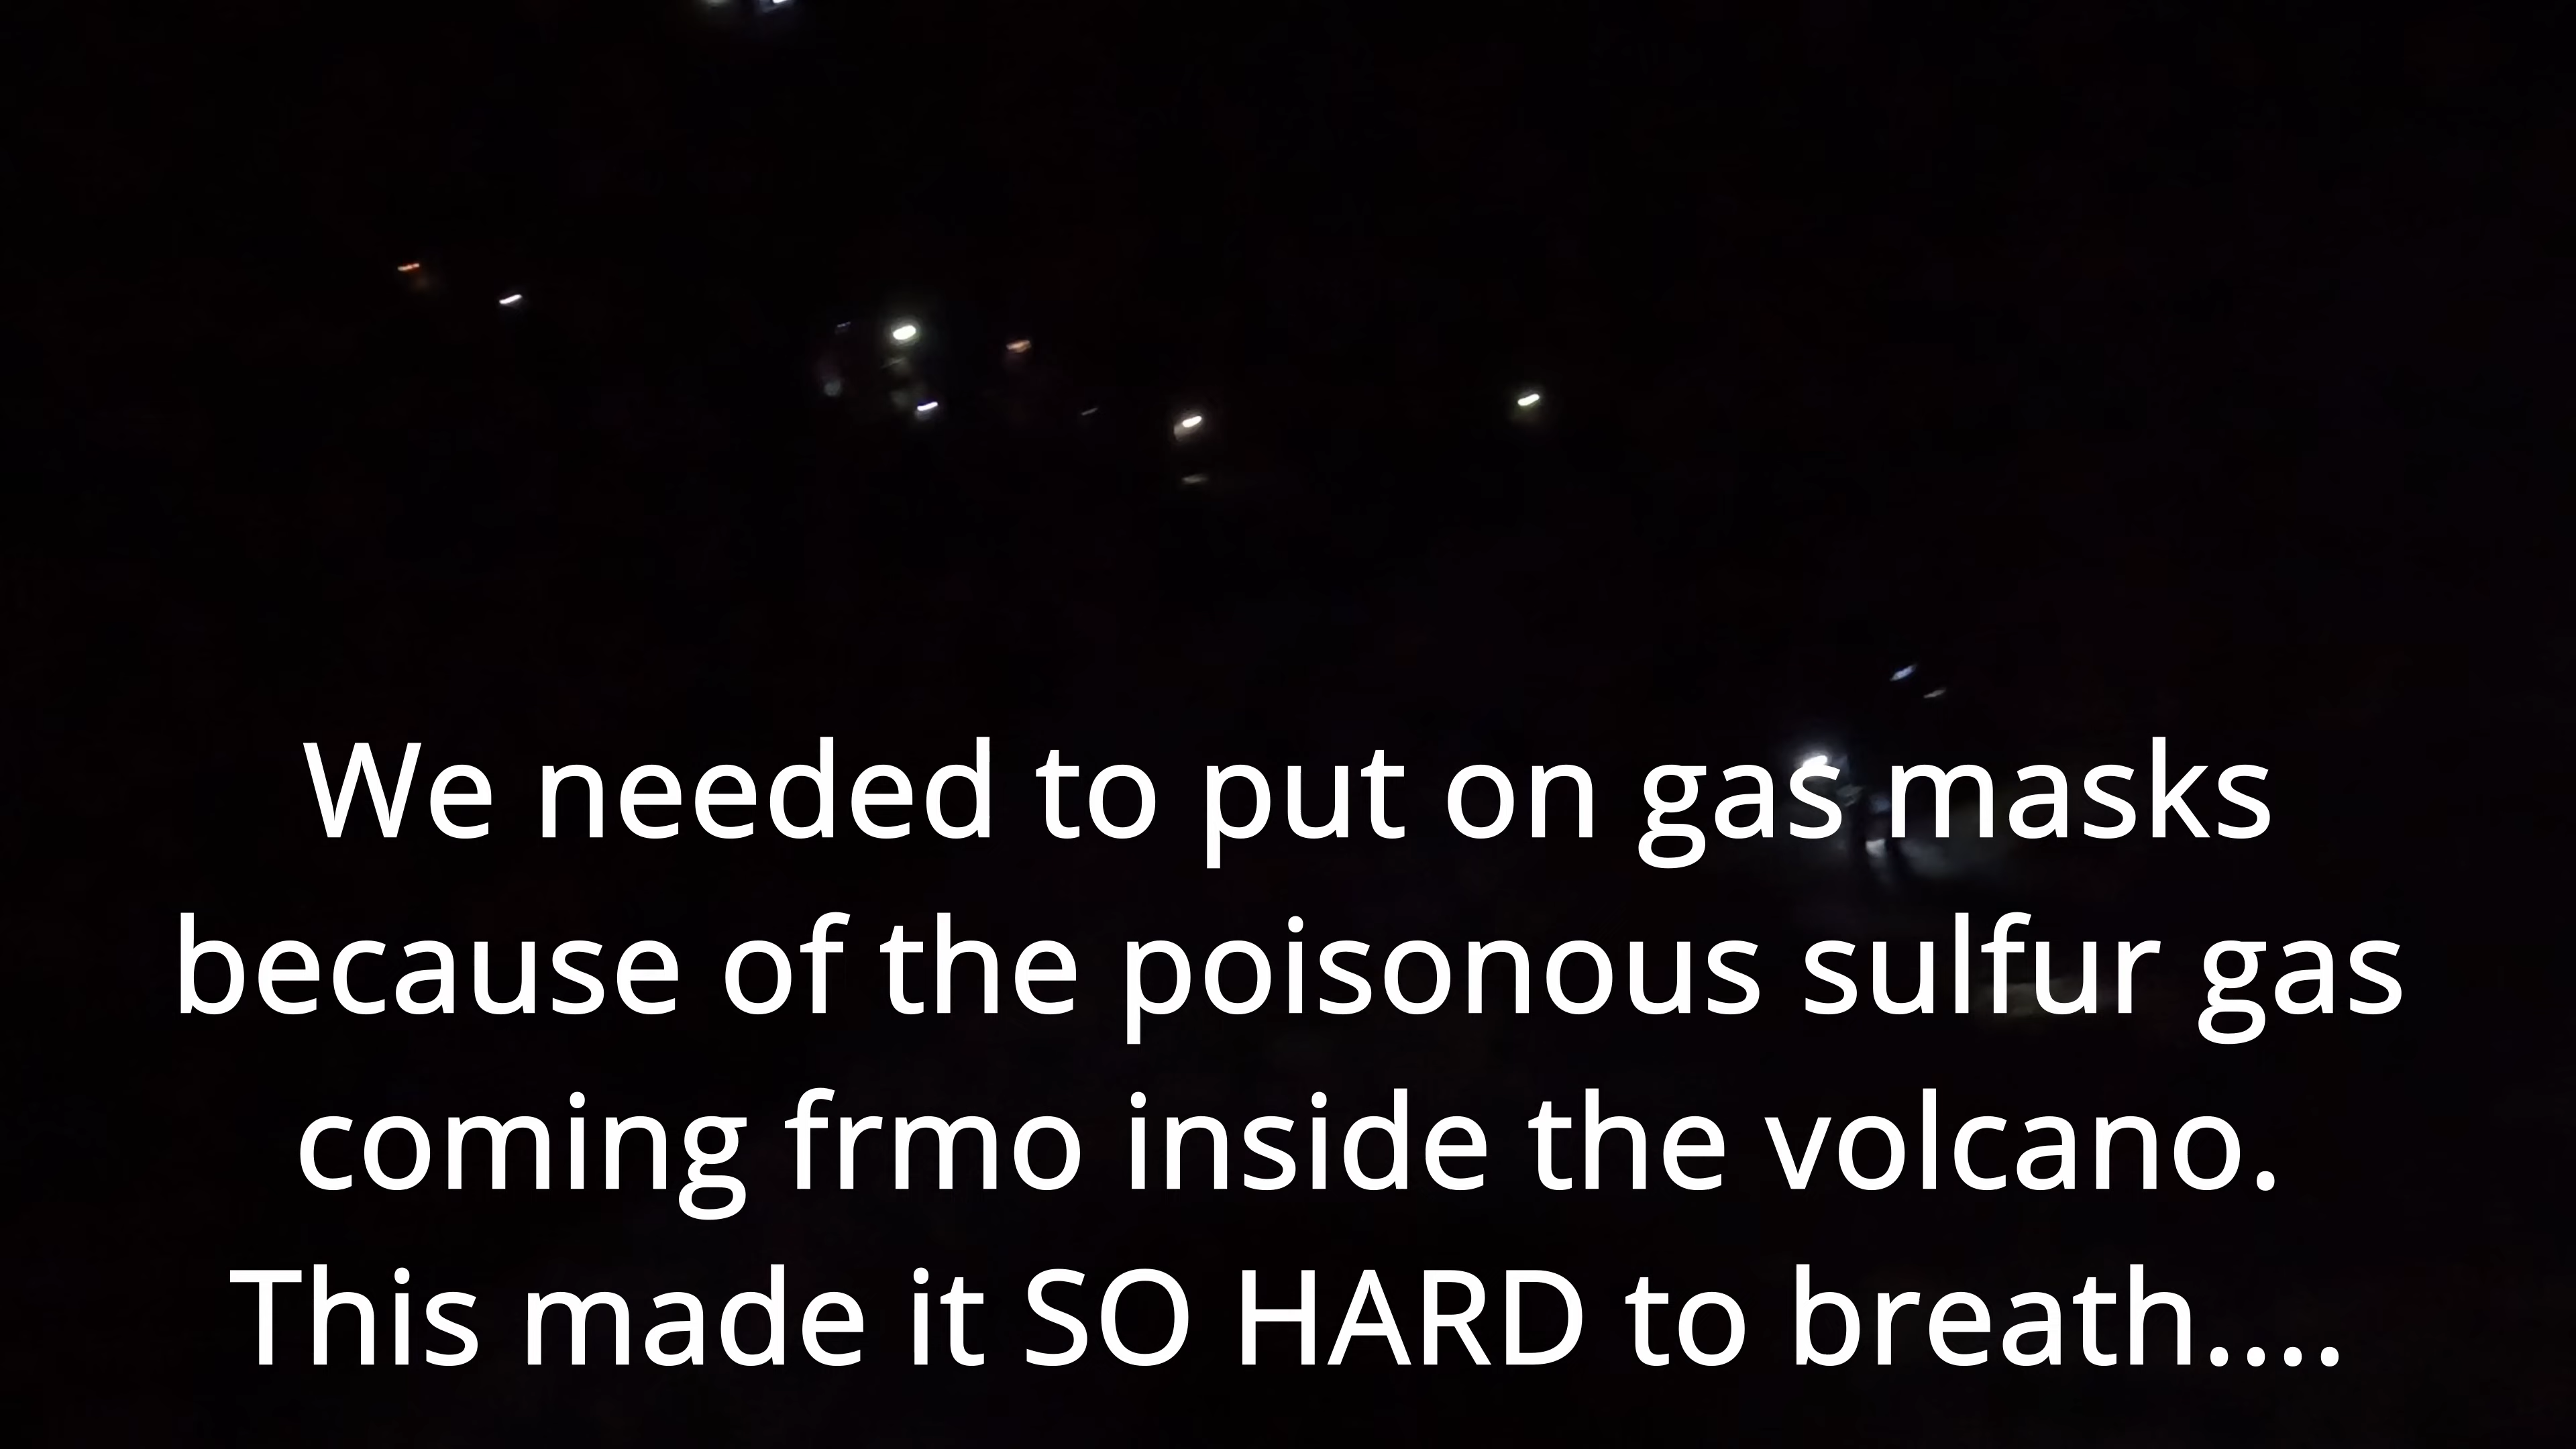 We needed to put on gas masks
because of the poisonous sulfur gas
coming frmo inside the volcano.
This made it SO HARD to breath....